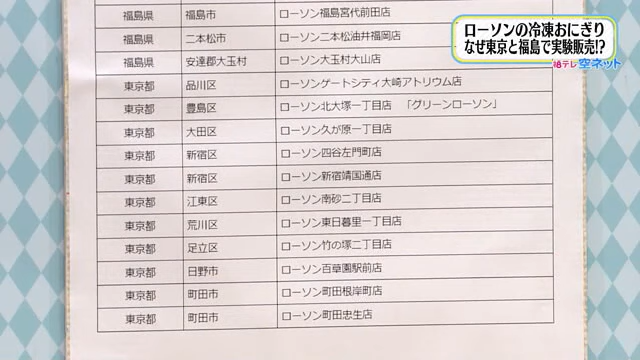 ローソンの冷凍おにぎり
なぜ東京と福島で実験販売!?
福テレ空ネット
福島県 福島市 ローソン福島宮代前田店
福島県 二本松市 ローソン二本松油井福岡店
福島県 安達郡大玉村 ローソン大玉村大山店
東京都 品川区 ローソンゲートシティ大崎アトリウム店
東京都 豊島区 ローソン北大塚一丁目店 「グリーンローソン」
東京都 大田区 ローソン久が原一丁目店
東京都 新宿区 ローソン四谷左門町店
東京都 新宿区 ローソン新宿靖国通店
東京都 江東区 ローソン南砂二丁目店
東京都 荒川区 ローソン東日暮里一丁目店
東京都 足立区 ローソン竹の塚二丁目店
東京都 日野市 ローソン百草園駅前店
東京都 町田市 ローソン町田根岸町店
東京都 町田市 ローソン町田忠生店